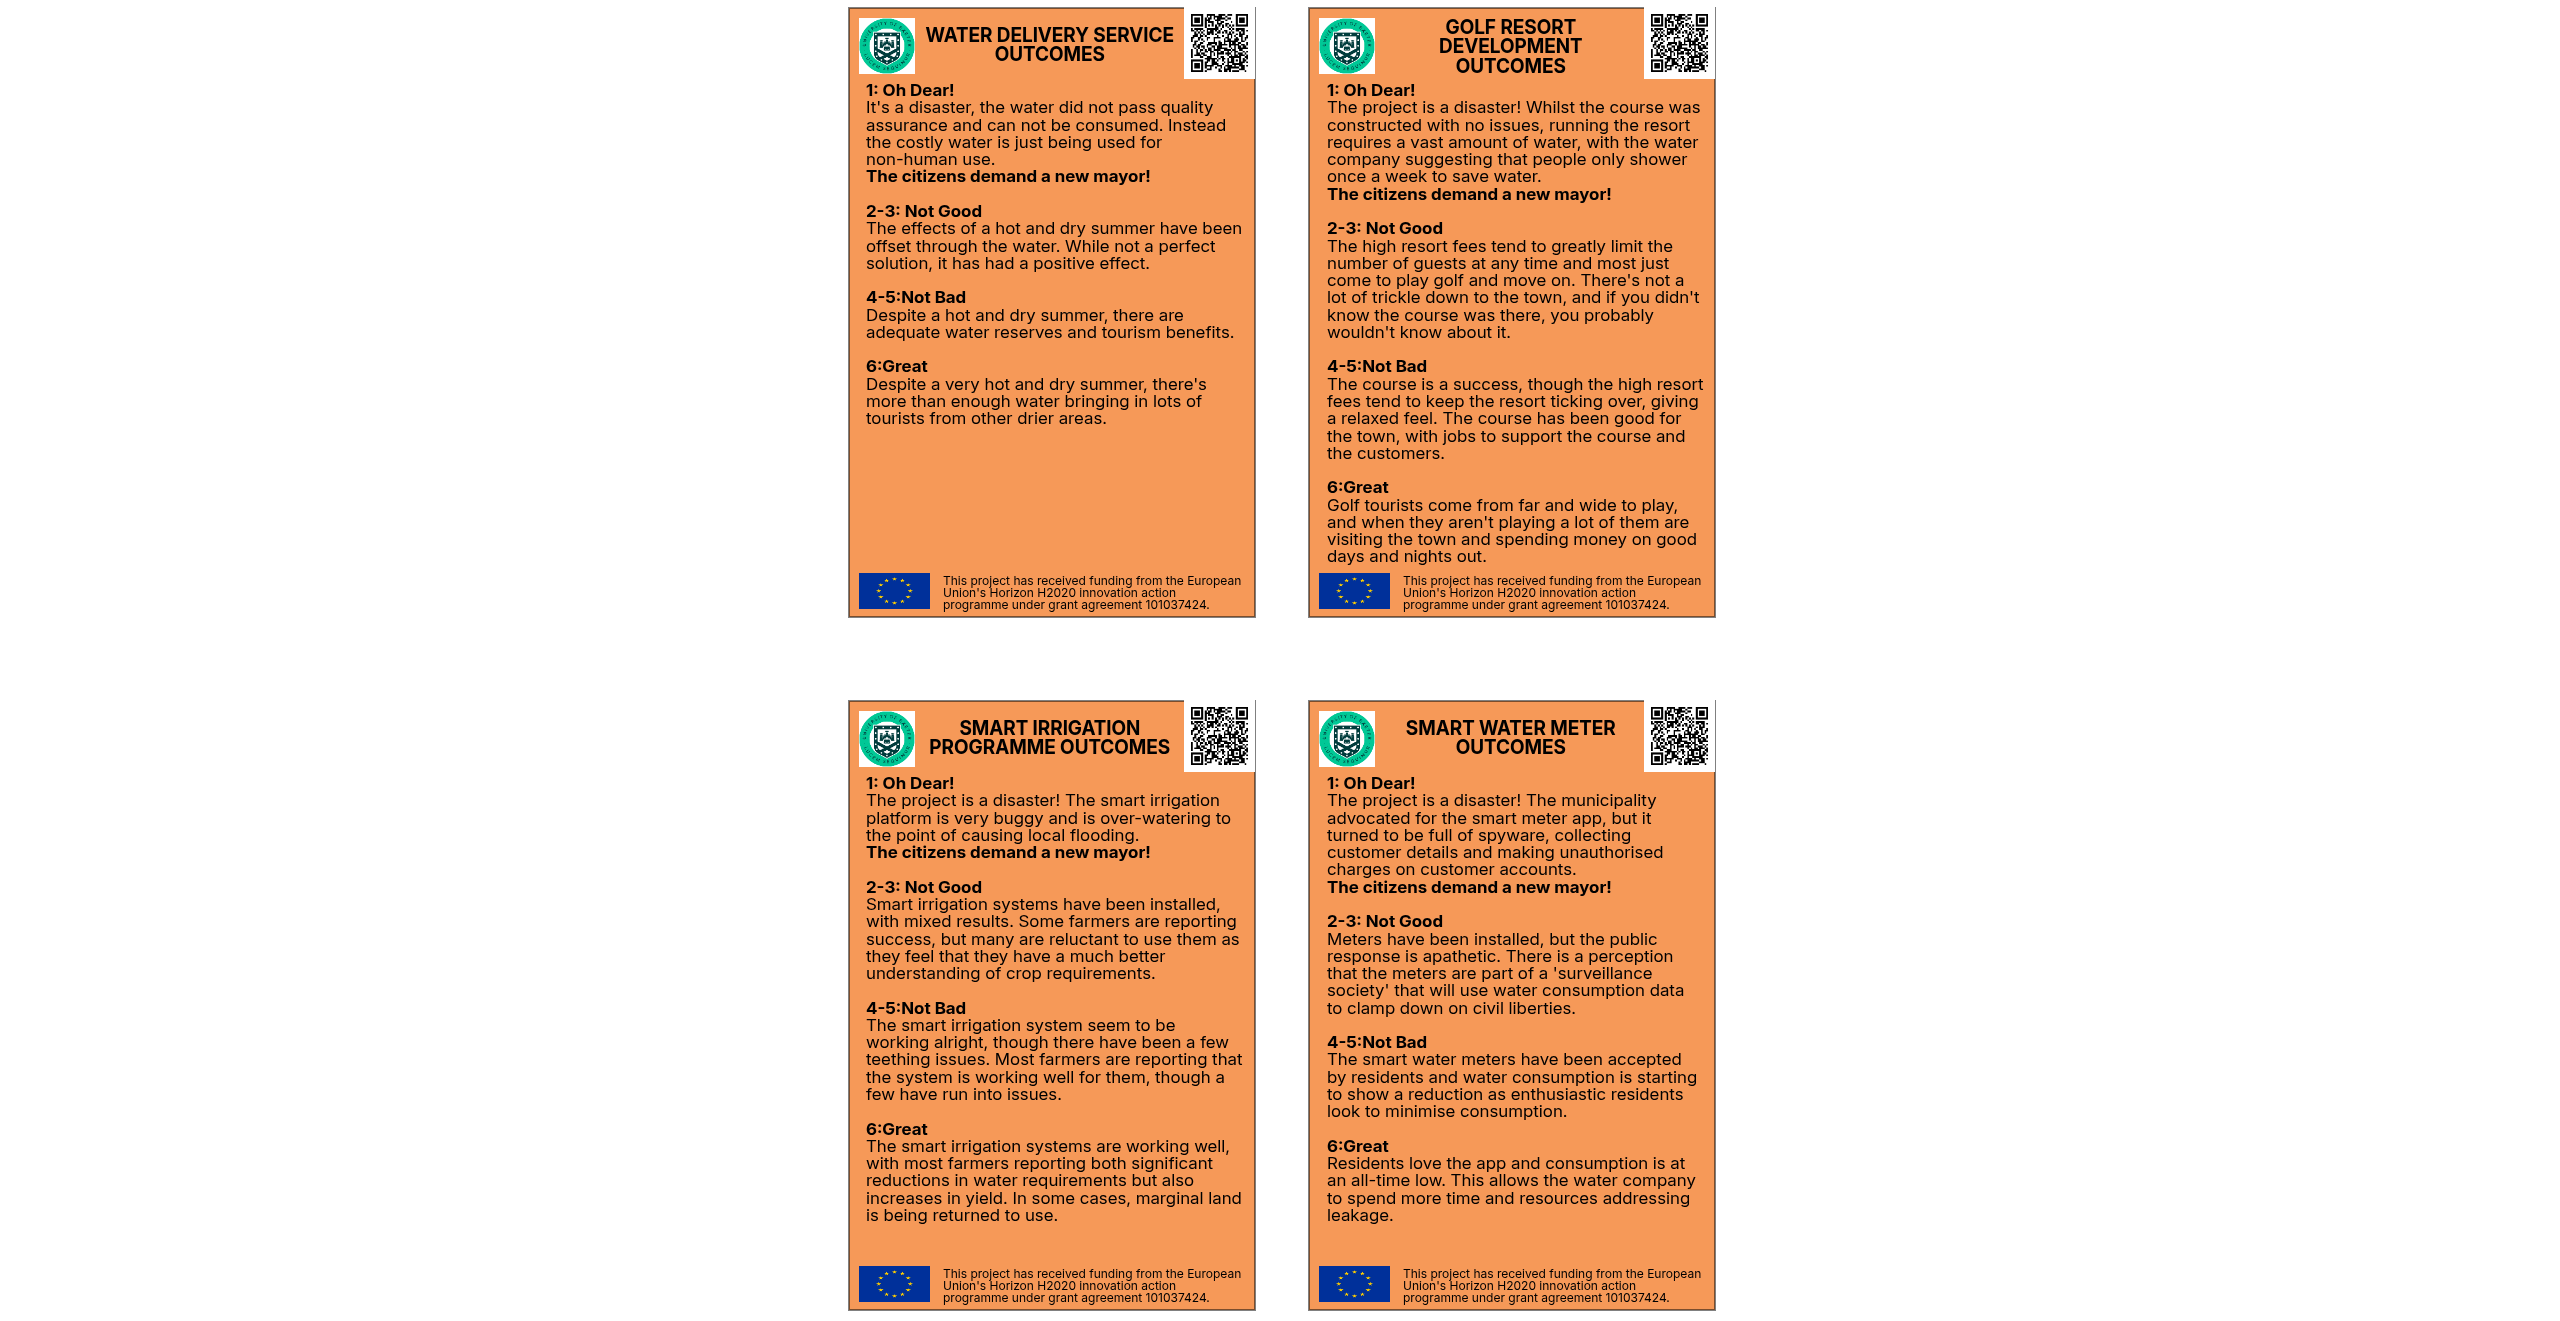 WATER DELIVERY SERVICE
OUTCOMES
1: Oh Dear!
It's a disaster, the water did not pass quality
assurance and can not be consumed. Instead
the costly water is just being used for
non-human use.
The citizens demand a new mayor!
2-3: Not Good
The effects of a hot and dry summer have been
offset through the water. While not a perfect
solution, it has had a positive effect.
4-5:Not Bad
Despite a hot and dry summer, there are
adequate water reserves and tourism benefits.
6:Great
Despite a very hot and dry summer, there's
more than enough water bringing in lots of
tourists from other drier areas.
This project has received funding from the European
Union's Horizon H2020 innovation action
programme under grant agreement 101037424.
GOLF RESORT
DEVELOPMENT
OUTCOMES
1: Oh Dear!
The project is a disaster! Whilst the course was
constructed with no issues, running the resort
requires a vast amount of water, with the water
company suggesting that people only shower
once a week to save water.
The citizens demand a new mayor!
2-3: Not Good
The high resort fees tend to greatly limit the
number of guests at any time and most just
come to play golf and move on. There's not a
lot of trickle down to the town, and if you didn't
know the course was there, you probably
wouldn't know about it.
4-5:Not Bad
The course is a success, though the high resort
fees tend to keep the resort ticking over, giving
a relaxed feel. The course has been good for
the town, with jobs to support the course and
the customers.
6:Great
Golf tourists come from far and wide to play,
and when they aren't playing a lot of them are
visiting the town and spending money on good
days and nights out.
This project has received funding from the European
Union's Horizon H2020 innovation action
programme under grant agreement 101037424.
SMART IRRIGATION
PROGRAMME OUTCOMES
1: Oh Dear!
The project is a disaster! The smart irrigation
platform is very buggy and is over-watering to
the point of causing local flooding.
The citizens demand a new mayor!
2-3: Not Good
Smart irrigation systems have been installed,
with mixed results. Some farmers are reporting
success, but many are reluctant to use them as
they feel that they have a much better
understanding of crop requirements.
4-5:Not Bad
The smart irrigation system seem to be
working alright, though there have been a few
teething issues. Most farmers are reporting that
the system is working well for them, though a
few have run into issues.
6:Great
The smart irrigation systems are working well,
with most farmers reporting both significant
reductions in water requirements but also
increases in yield. In some cases, marginal land
is being returned to use.
This project has received funding from the European
Union's Horizon H2020 innovation action
programme under grant agreement 101037424.
SMART WATER METER
OUTCOMES
1: Oh Dear!
The project is a disaster! The municipality
advocated for the smart meter app, but it
turned to be full of spyware, collecting
customer details and making unauthorised
charges on customer accounts.
The citizens demand a new mayor!
2-3: Not Good
Meters have been installed, but the public
response is apathetic. There is a perception
that the meters are part of a 'surveillance
society' that will use water consumption data
to clamp down on civil liberties.
4-5:Not Bad
The smart water meters have been accepted
by residents and water consumption is starting
to show a reduction as enthusiastic residents
look to minimise consumption.
6:Great
Residents love the app and consumption is at
an all-time low. This allows the water company
to spend more time and resources addressing
leakage.
This project has received funding from the European
Union's Horizon H2020 innovation action
programme under grant agreement 101037424.